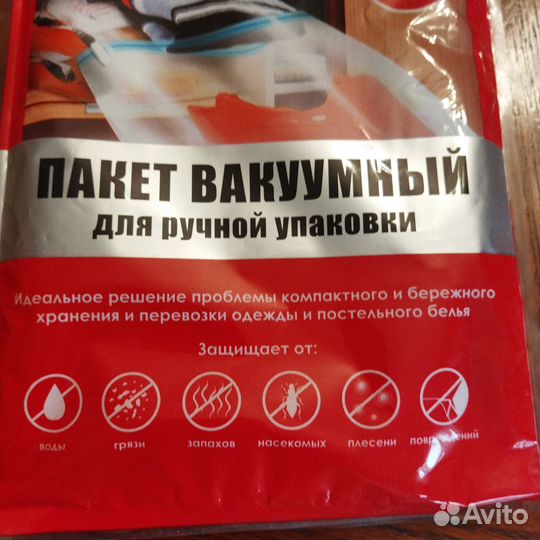 ПАКЕТ ВАКУУМНЫЙ
для ручной упаковки
Идеальное решение проблемы компактного и бережного
хранения и перевозки одежды и постельного белья
Защищает от:
воды грязи запахов насекомых плесени повреждений
Avito